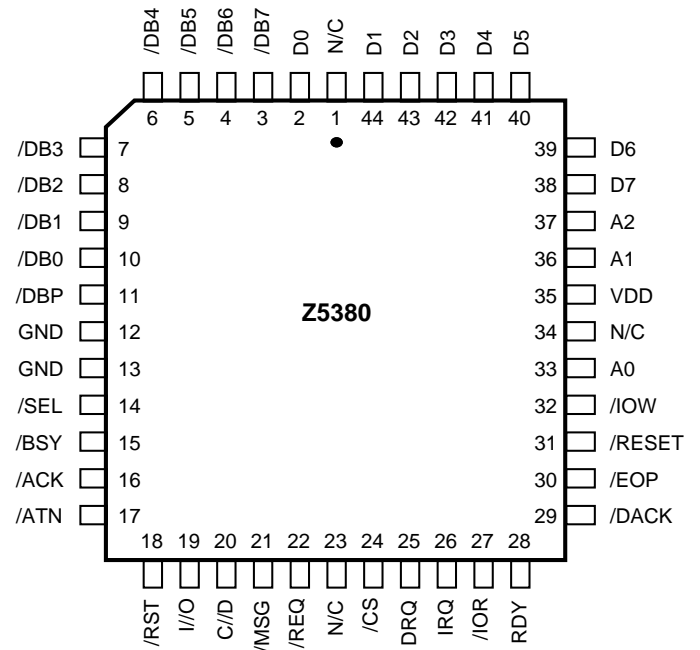 /DB4 /DB5 /DB6 /DB7 D0 N/C D1 D2 D3 D4 D5
6 5 4 3 2 1 44 43 42 41 40
/DB3 7 39 D6
/DB2 8 38 D7
/DB1 9 37 A2
/DB0 10 36 A1
/DBP 11 35 VDD
Z5380
GND 12 34 N/C
GND 13 33 A0
/SEL 14 32 /IOW
/BSY 15 31 /RESET
/ACK 16 30 /EOP
/ATN 17 29 /DACK
18 19 20 21 22 23 24 25 26 27 28
/RST I//O C//D /MSG /REQ N/C /CS DRQ IRQ /IOR RDY